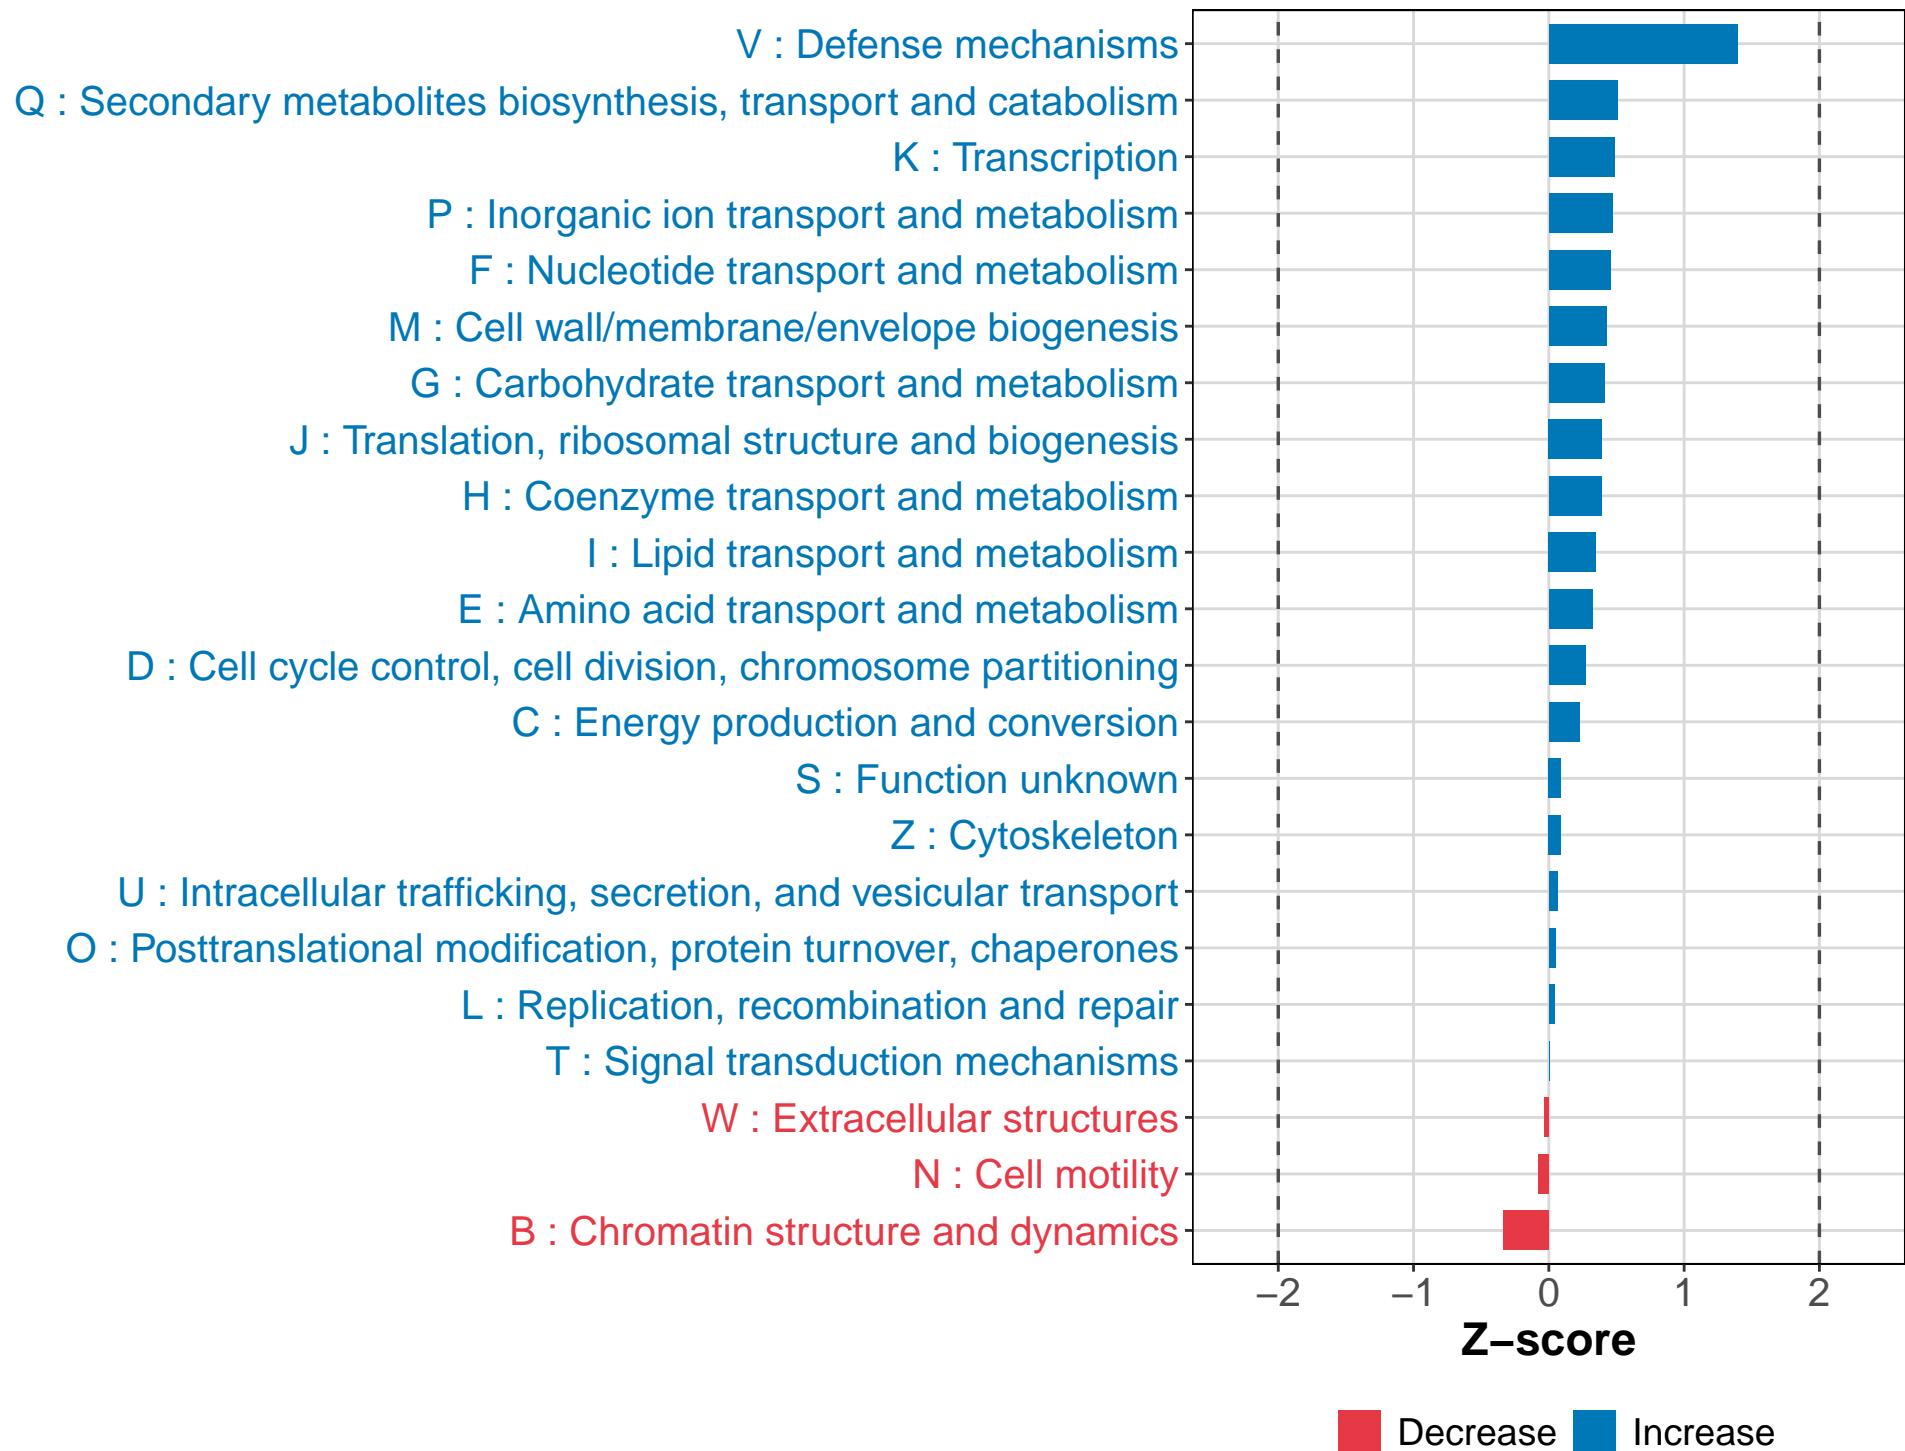 V : Defense mechanisms
Q : Secondary metabolites biosynthesis, transport and catabolism
K : Transcription
P : Inorganic ion transport and metabolism
F : Nucleotide transport and metabolism
M : Cell wall/membrane/envelope biogenesis
G : Carbohydrate transport and metabolism
J : Translation, ribosomal structure and biogenesis
H : Coenzyme transport and metabolism
I : Lipid transport and metabolism
E : Amino acid transport and metabolism
D : Cell cycle control, cell division, chromosome partitioning
C : Energy production and conversion
S : Function unknown
Z : Cytoskeleton
U : Intracellular trafficking, secretion, and vesicular transport
O : Posttranslational modification, protein turnover, chaperones
L : Replication, recombination and repair
T : Signal transduction mechanisms
W : Extracellular structures
N : Cell motility
B : Chromatin structure and dynamics
−2 −1 0 1 2
Z−score
Decrease Increase